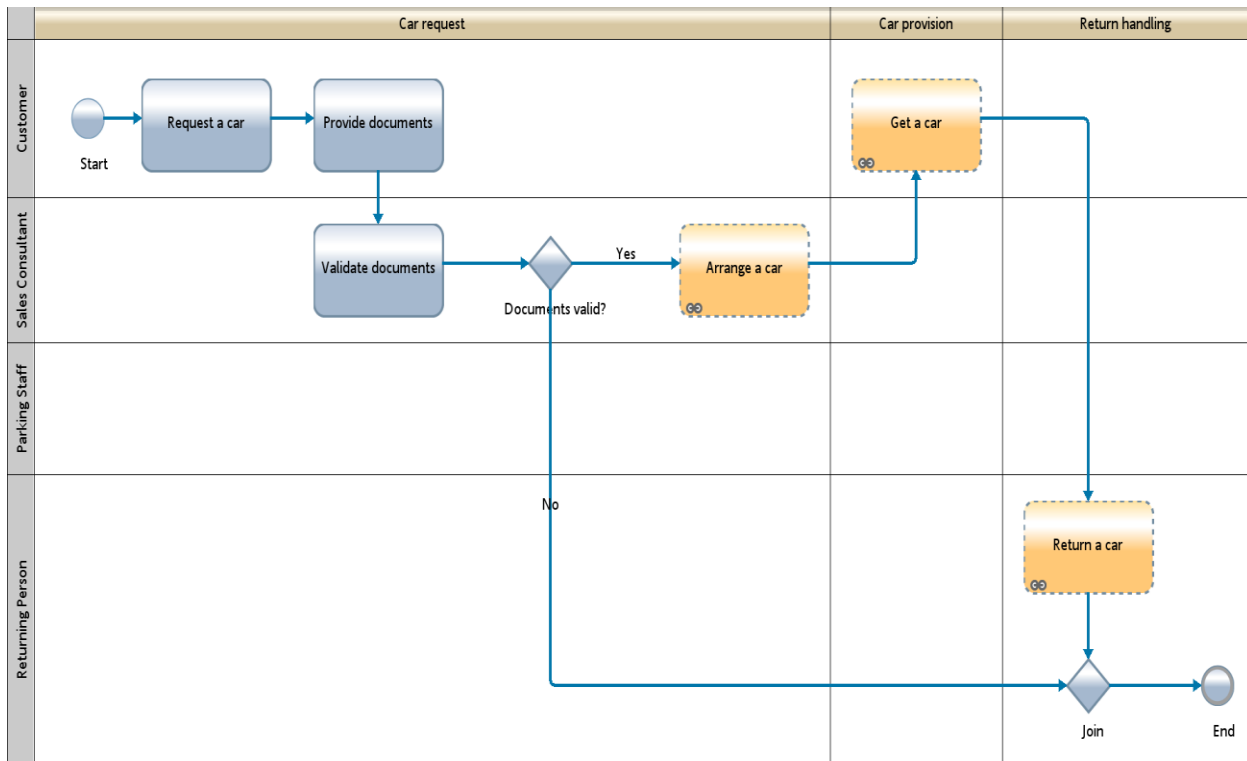 Car request
Car provision
Return handling
Customer
Start
Request a car
Provide documents
Get a car
Sales Consultant
Validate documents
Documents valid?
Yes
Arrange a car
Parking Staff
Returning Person
No
Return a car
Join
End